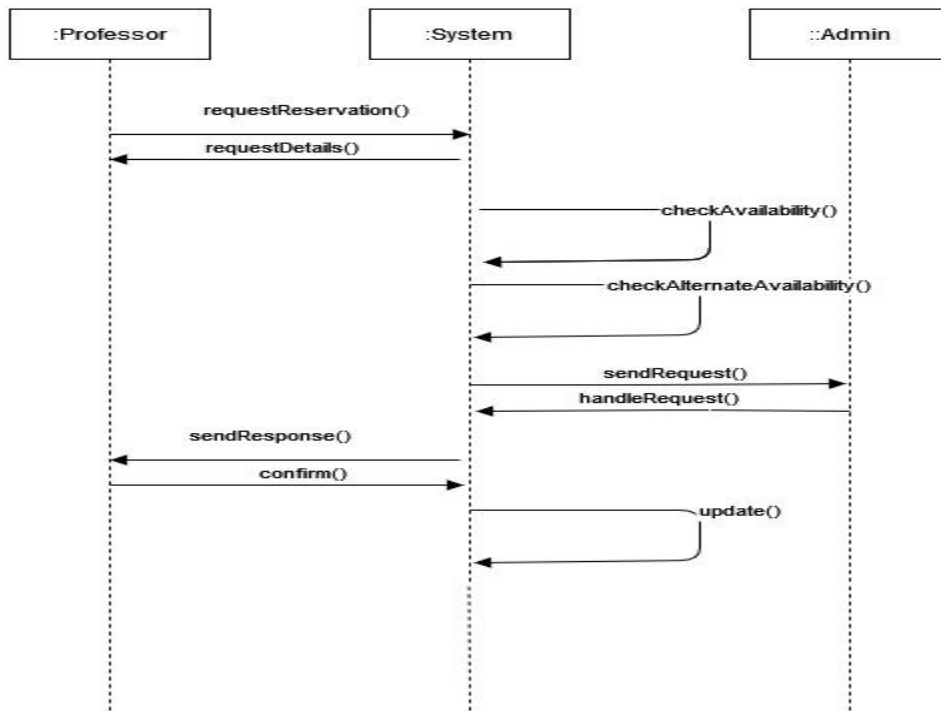 :Professor
:System
::Admin
requestReservation()
requestDetails()
checkAvailability()
checkAlternateAvailability()
sendRequest()
handleRequest()
sendResponse()
confirm()
update()